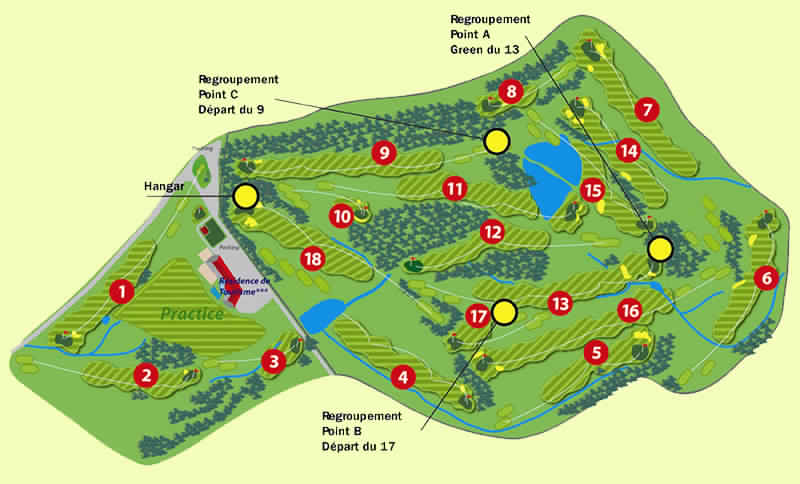 Regroupement
Point A
Green du 13
Regroupement
Point C
Départ du 9
8
7
14
9
Parking
11
15
Hangar
10
12
18
Parking
6
1
Résidence de
Tourisme***
13
16
17
Practice
5
3
2
4
Regroupement
Point B
Départ du 17